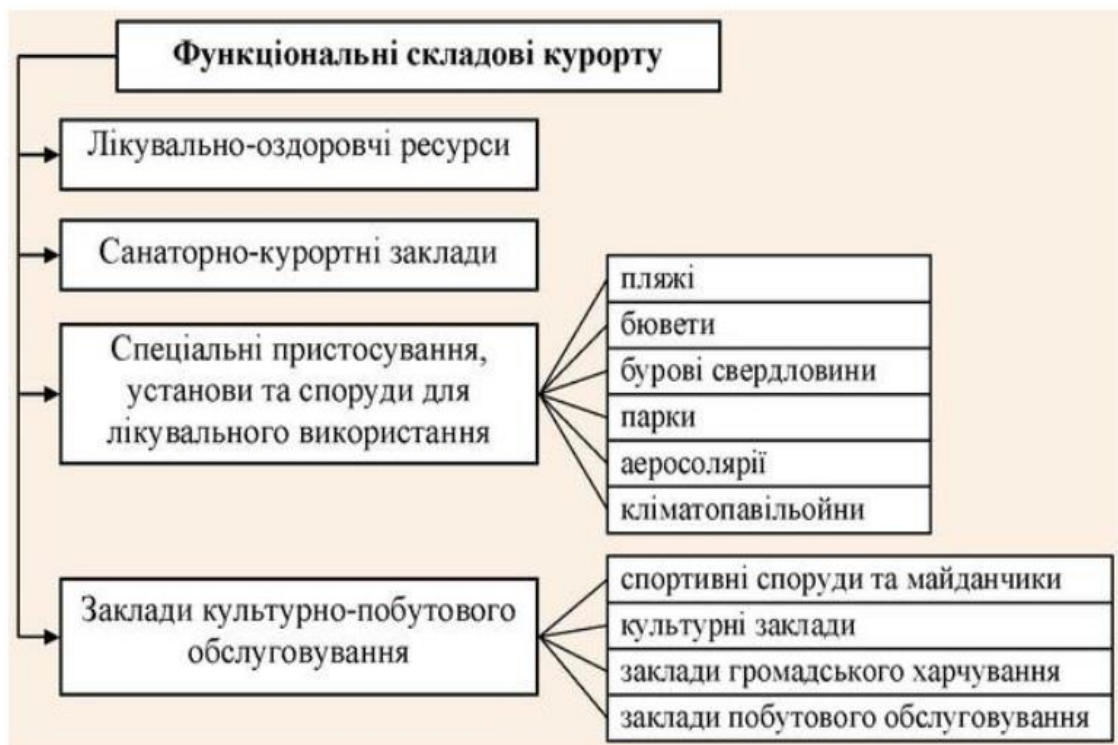 Функціональні складові курорту
Лікувально-оздоровчі ресурси
Санаторно-курортні заклади
Спеціальні пристосування,
установи та споруди для
лікувального використання
пляжі
бювети
бурові свердловини
парки
аеросолярії
кліматопавільойни
Заклади культурно-побутового
обслуговування
спортивні споруди та майданчики
культурні заклади
заклади громадського харчування
заклади побутового обслуговування